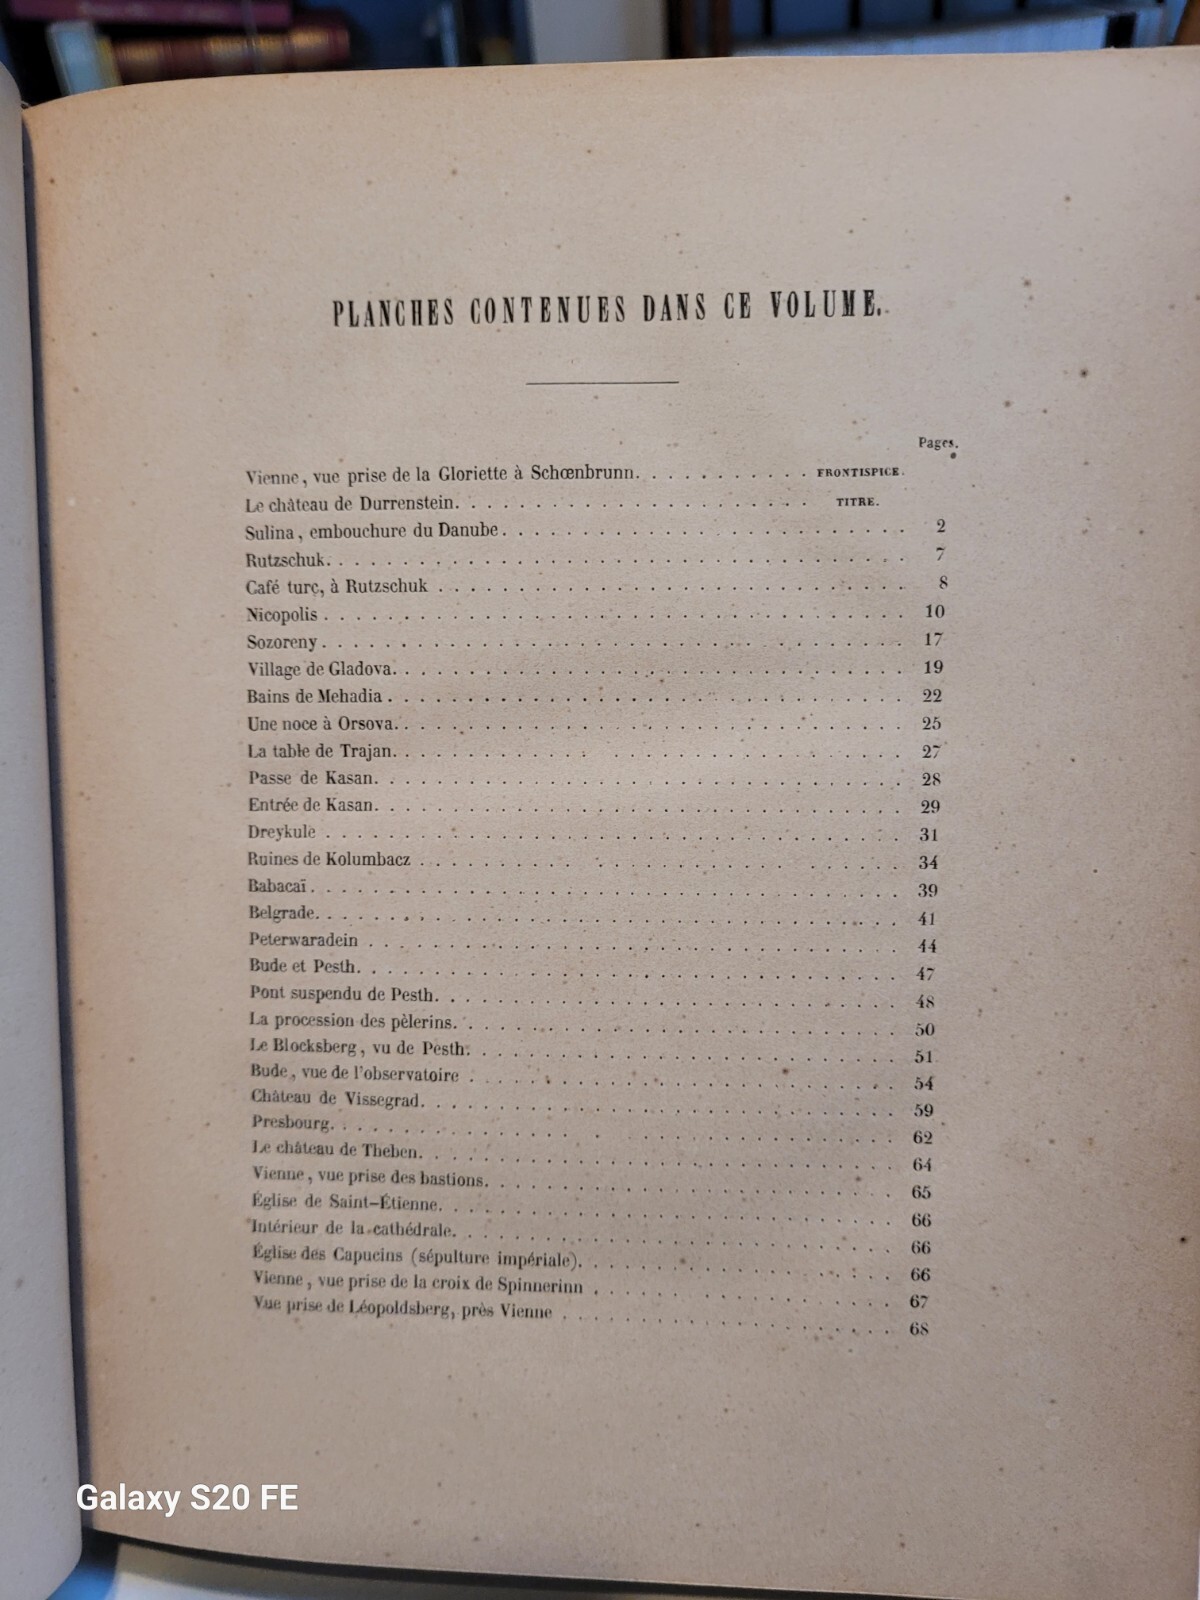 PLANCHES CONTENUES DANS CE VOLUME.
Pages.
Vienne, vue prise de la Gloriette à Schœnbrunn. . . . . . . . . . . FRONTISPICE.
Le château de Durrenstein. . . . . . . . . . . . . . . . . . . . . . TITRE.
Sulina, embouchure du Danube. . . . . . . . . . . . . . . . . . . . . . . . 2
Rutzschuk. . . . . . . . . . . . . . . . . . . . . . . . . . . . . . . . . . 7
Café turc, à Rutzschuk . . . . . . . . . . . . . . . . . . . . . . . . . . . 8
Nicopolis . . . . . . . . . . . . . . . . . . . . . . . . . . . . . . . . . 10
Sozoreny. . . . . . . . . . . . . . . . . . . . . . . . . . . . . . . . . . 17
Village de Gladova. . . . . . . . . . . . . . . . . . . . . . . . . . . . . 19
Bains de Mehadia . . . . . . . . . . . . . . . . . . . . . . . . . . . . . . 22
Une noce à Orsova. . . . . . . . . . . . . . . . . . . . . . . . . . . . . . 25
La table de Trajan. . . . . . . . . . . . . . . . . . . . . . . . . . . . . 27
Passe de Kasan. . . . . . . . . . . . . . . . . . . . . . . . . . . . . . . 28
Entrée de Kasan. . . . . . . . . . . . . . . . . . . . . . . . . . . . . . . 29
Dreykule . . . . . . . . . . . . . . . . . . . . . . . . . . . . . . . . . . 31
Ruines de Kolumbacz . . . . . . . . . . . . . . . . . . . . . . . . . . . . 34
Babacaï. . . . . . . . . . . . . . . . . . . . . . . . . . . . . . . . . . . 39
Belgrade. . . . . . . . . . . . . . . . . . . . . . . . . . . . . . . . . . 41
Peterwaradein . . . . . . . . . . . . . . . . . . . . . . . . . . . . . . . 44
Bude et Pesth. . . . . . . . . . . . . . . . . . . . . . . . . . . . . . . . 47
Pont suspendu de Pesth. . . . . . . . . . . . . . . . . . . . . . . . . . . 48
La procession des pèlerins. . . . . . . . . . . . . . . . . . . . . . . . . 50
Le Blocksberg, vu de Pesth. . . . . . . . . . . . . . . . . . . . . . . . . 51
Bude, vue de l'observatoire . . . . . . . . . . . . . . . . . . . . . . . . 54
Château de Vissegrad. . . . . . . . . . . . . . . . . . . . . . . . . . . . 59
Presbourg. . . . . . . . . . . . . . . . . . . . . . . . . . . . . . . . . . 62
Le château de Theben. . . . . . . . . . . . . . . . . . . . . . . . . . . . 64
Vienne, vue prise des bastions. . . . . . . . . . . . . . . . . . . . . . . 65
Église de Saint-Étienne. . . . . . . . . . . . . . . . . . . . . . . . . . . 66
Intérieur de la cathédrale. . . . . . . . . . . . . . . . . . . . . . . . . 66
Église des Capucins (sépulture impériale). . . . . . . . . . . . . . . . . . 66
Vienne, vue prise de la croix de Spinnerinn . . . . . . . . . . . . . . . . 67
Vue prise de Léopoldsberg, près Vienne . . . . . . . . . . . . . . . . . . . 68
Galaxy S20 FE